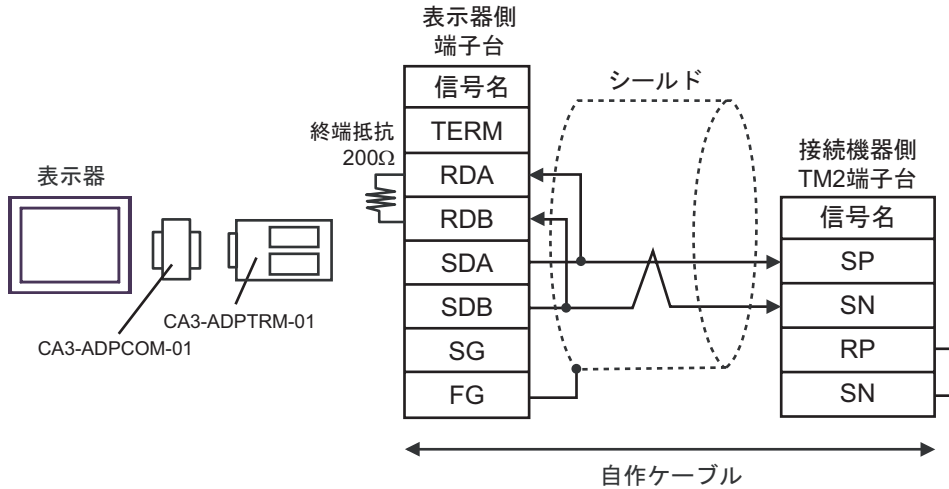 表示器側
端子台
信号名
シールド
終端抵抗
200Ω
TERM
接続機器側
TM2端子台
表示器
RDA
信号名
RDB
SDA
SP
SDB
SN
CA3-ADPTRM-01
CA3-ADPCOM-01
SG
RP
FG
SN
自作ケーブル